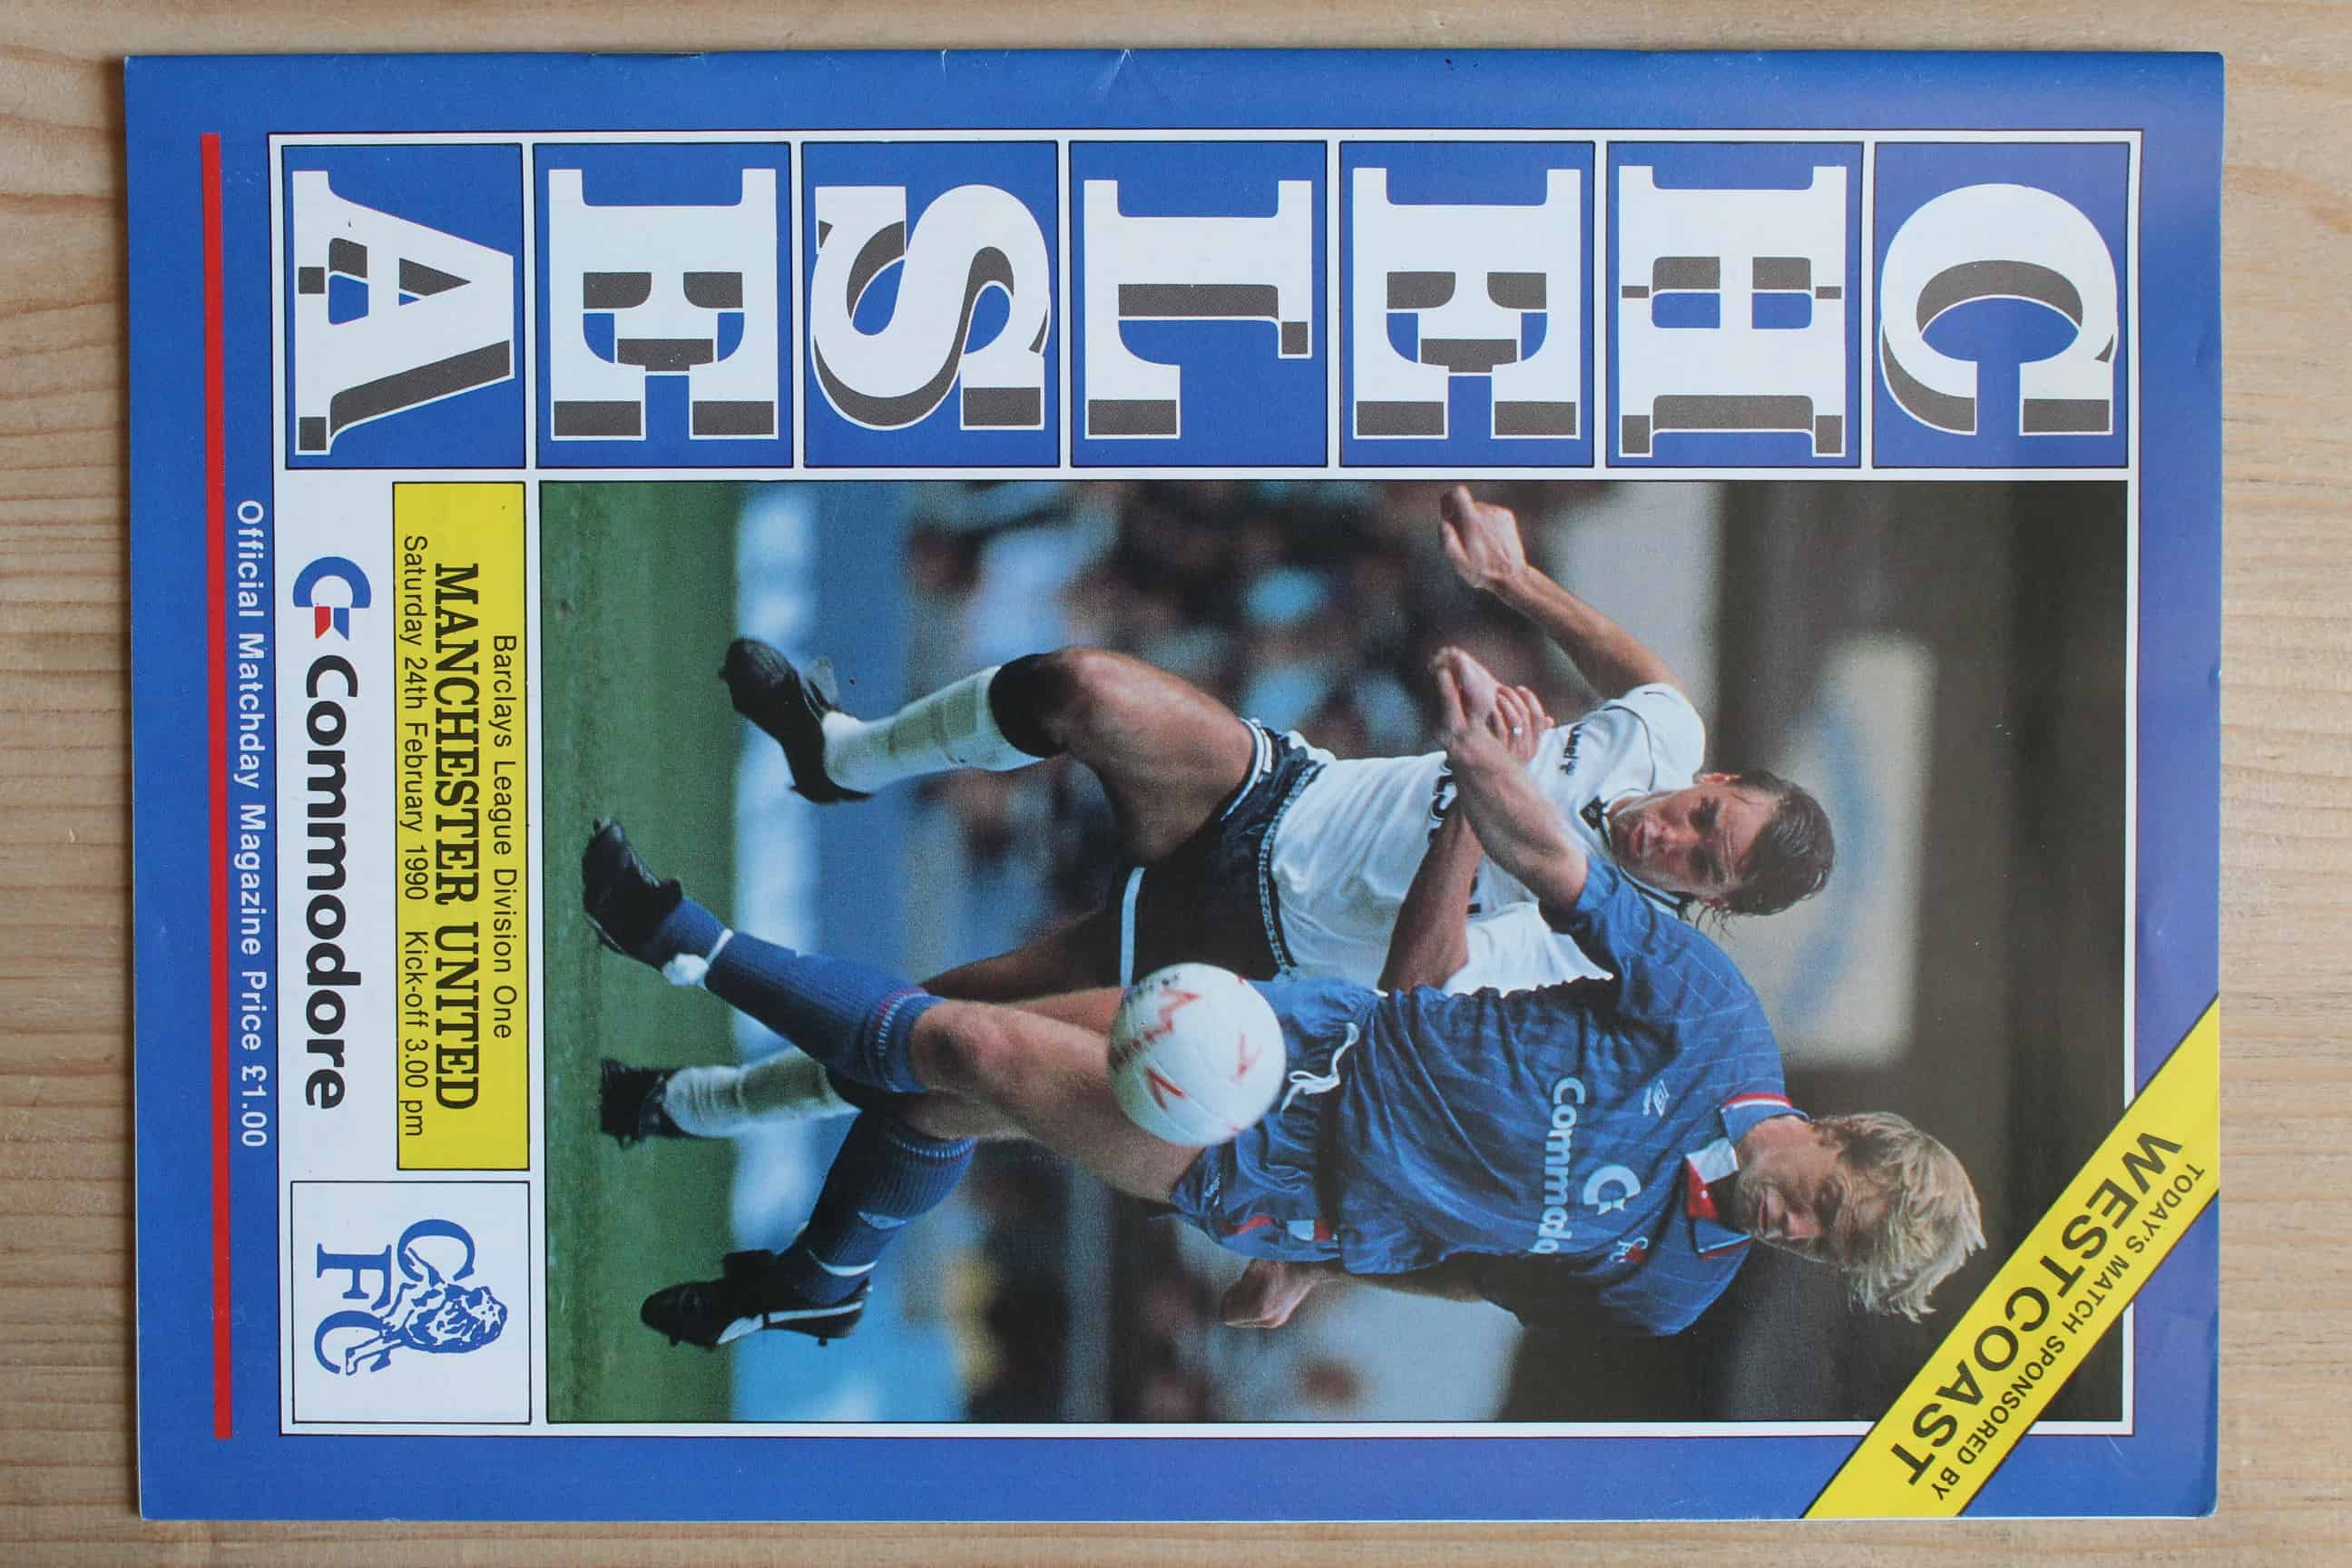 CHELSEA
TODAY'S MATCH SPONSORED BY
WESTCOAST
Commodo
Barclays League Division One
MANCHESTER UNITED
Saturday 24th February 1990 Kick-off 3.00 pm
Commodore
CFC
Official Matchday Magazine Price £1.00